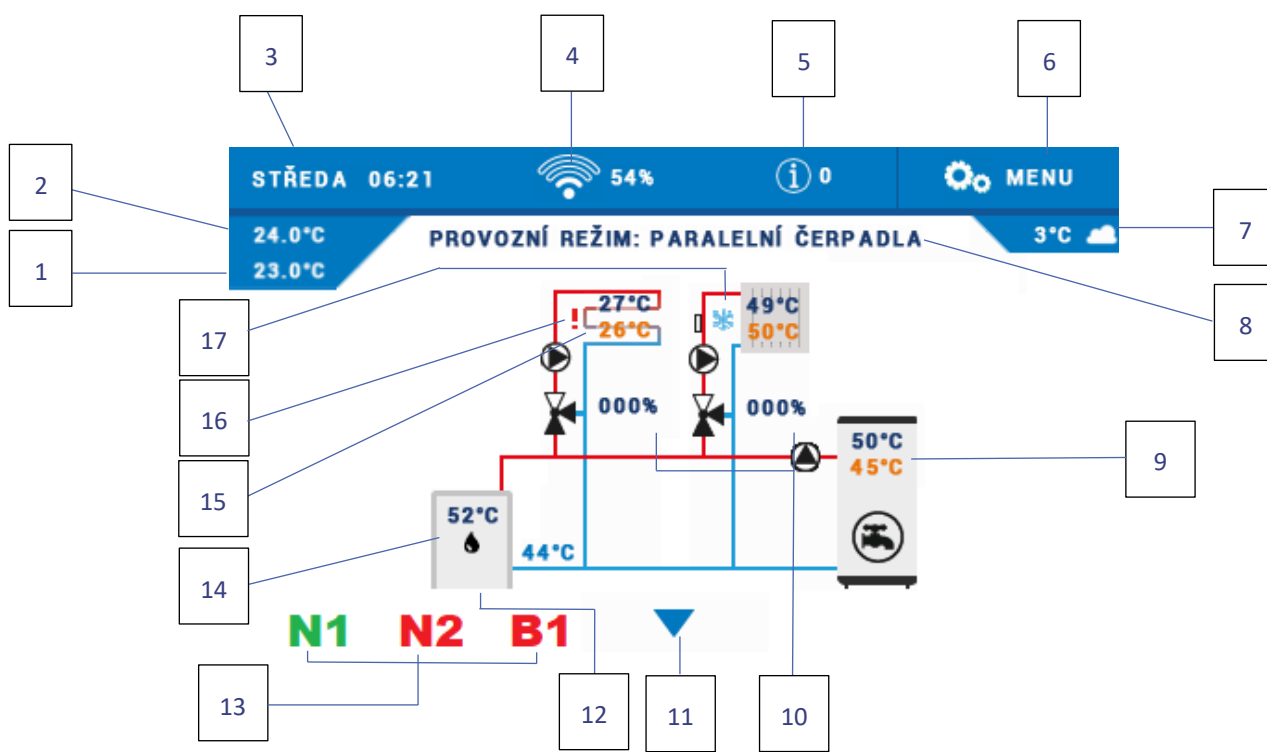 3
4
5
6
2
STŘEDA 06:21
54%
i 0
MENU
24.0°C
PROVOZNÍ REŽIM: PARALELNÍ ČERPADLA
3°C
7
1
23.0°C
17
27°C
49°C
8
!
26°C
50°C
16
000%
000%
50°C
9
15
45°C
52°C
14
44°C
N1 N2 B1
13
12
11
10